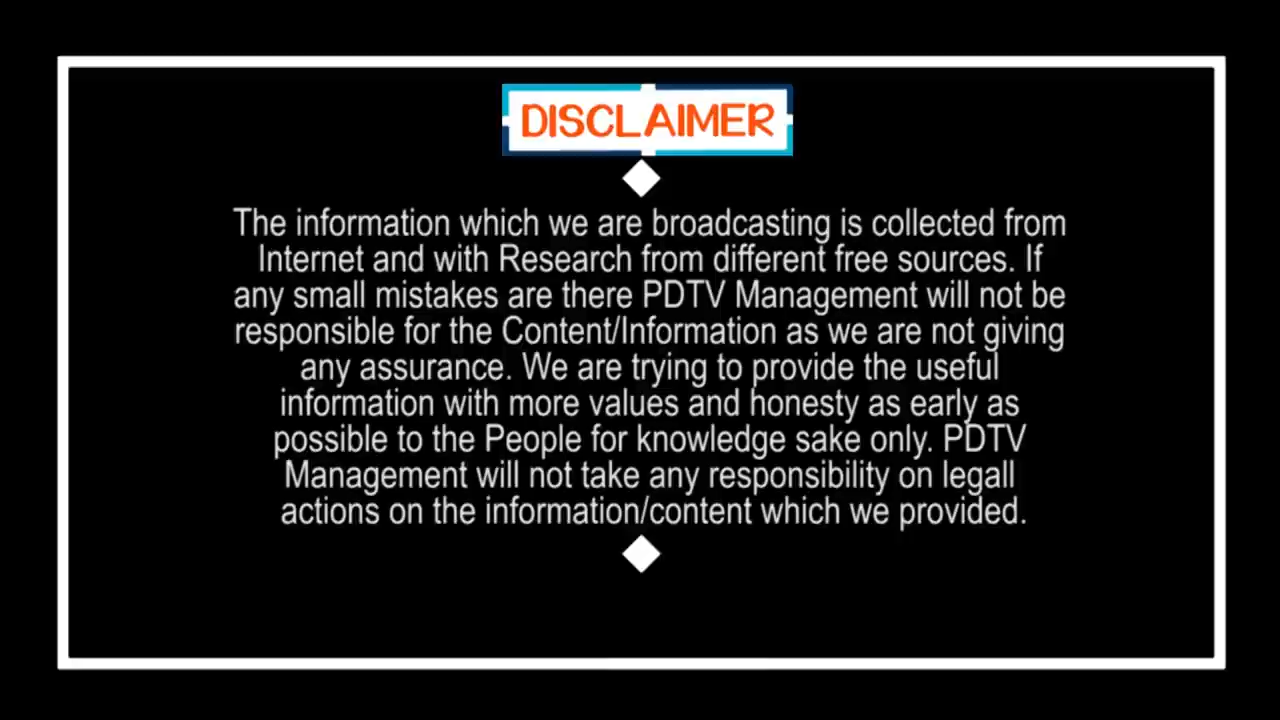 DISCLAIMER
The information which we are broadcasting is collected from
Internet and with Research from different free sources. If
any small mistakes are there PDTV Management will not be
responsible for the Content/Information as we are not giving
any assurance. We are trying to provide the useful
information with more values and honesty as early as
possible to the People for knowledge sake only. PDTV
Management will not take any responsibility on legall
actions on the information/content which we provided.